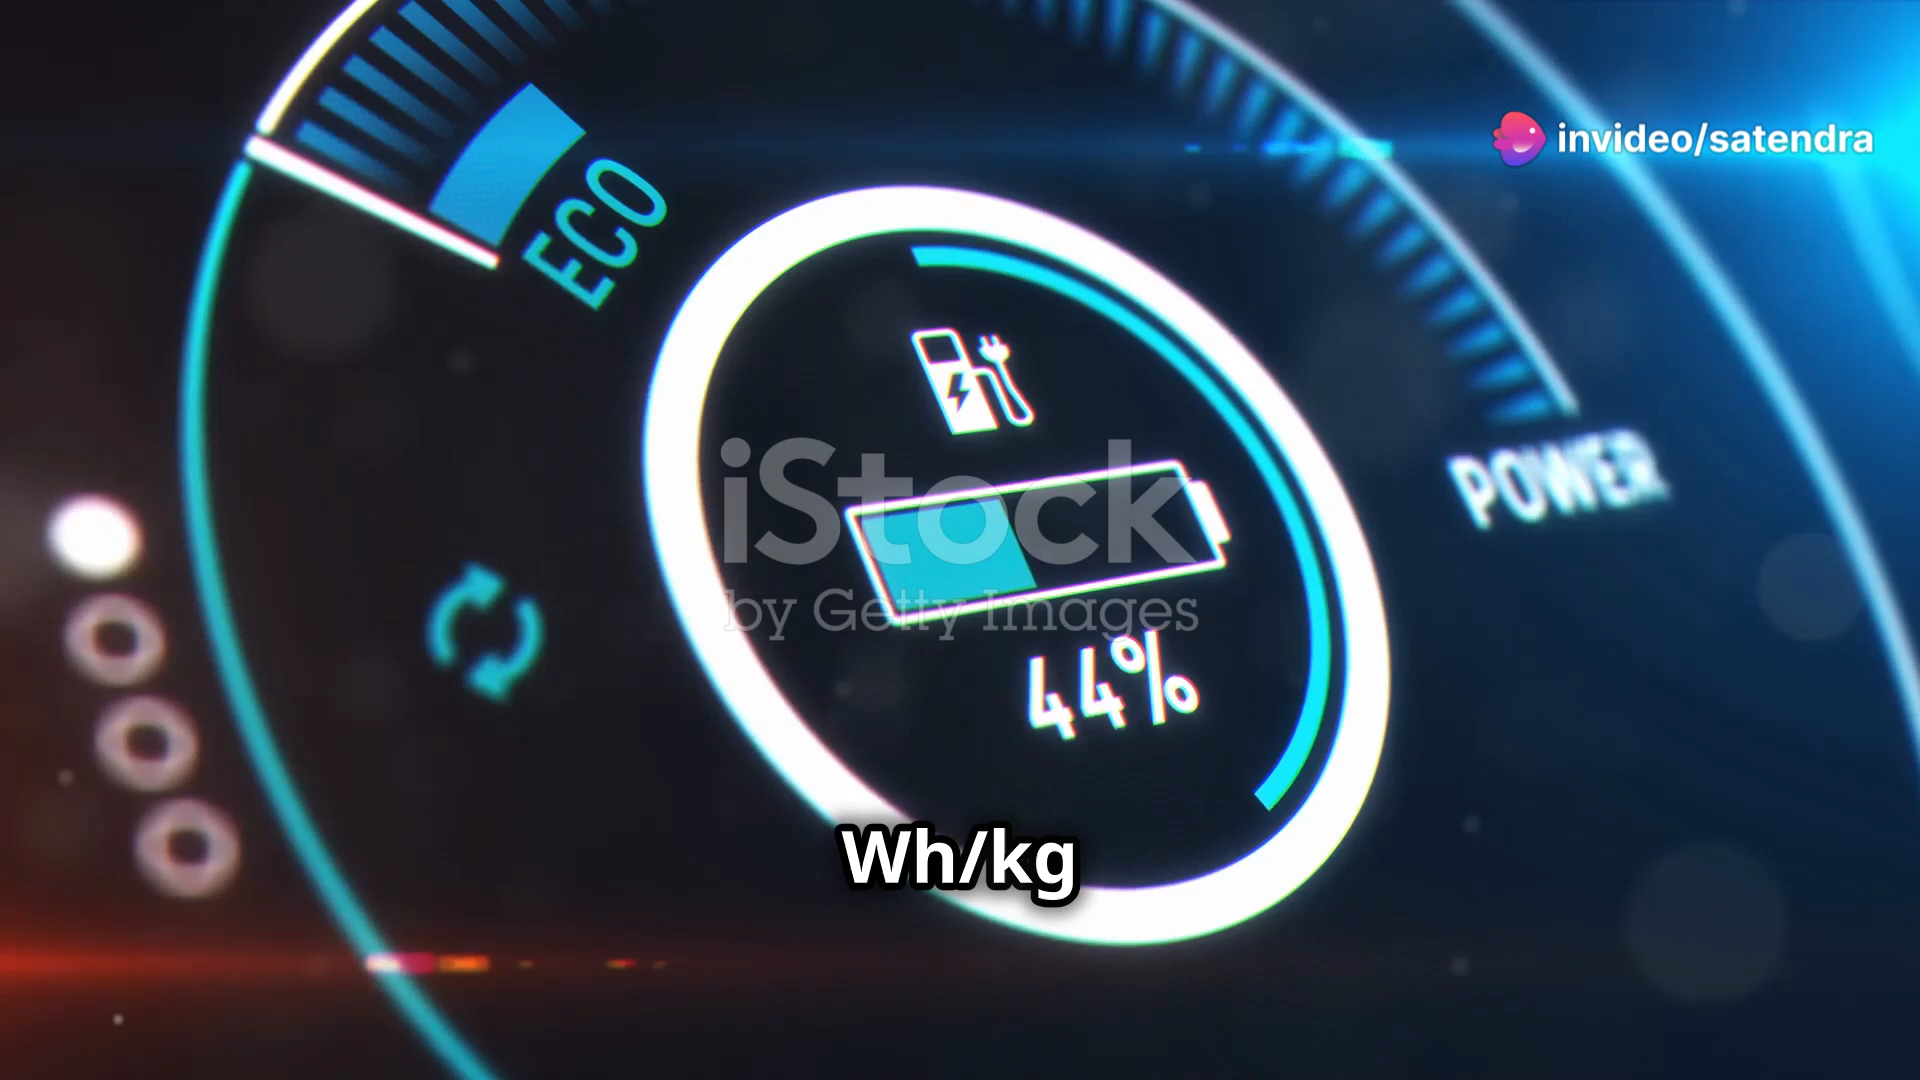 invideo/satendra
ECO
POWER
iStock
by Getty Images
44%
Wh/kg